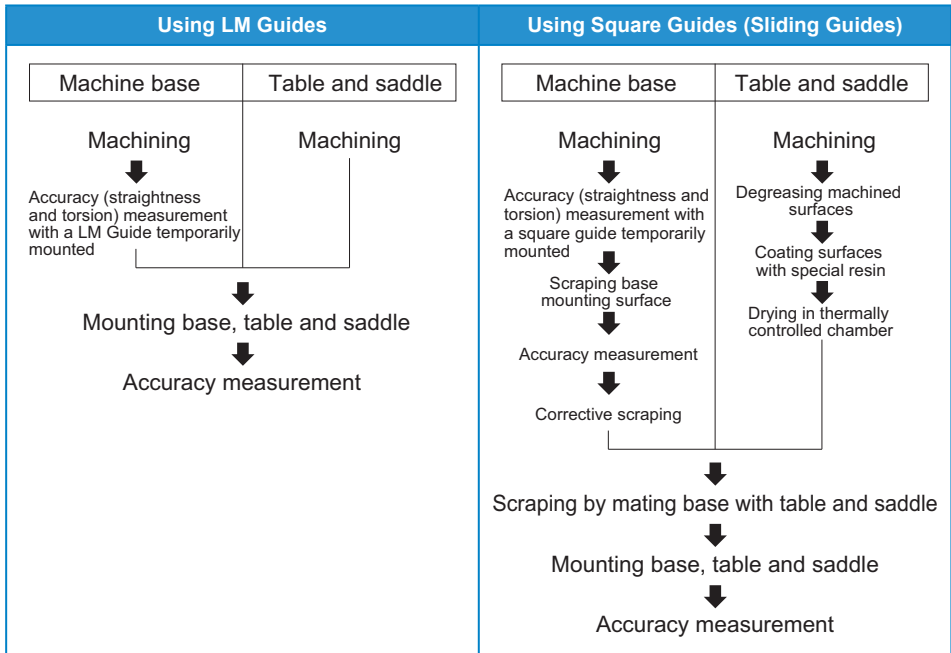 Using LM Guides
Machine base
Table and saddle
Machining
Accuracy (straightness
and torsion) measurement
with a LM Guide temporarily
mounted
Machining
Mounting base, table and saddle
Accuracy measurement
Using Square Guides (Sliding Guides)
Machine base
Table and saddle
Machining
Accuracy (straightness and
torsion) measurement with
a square guide temporarily
mounted
Scraping base
mounting surface
Accuracy measurement
Corrective scraping
Machining
Degreasing machined
surfaces
Coating surfaces
with special resin
Drying in thermally
controlled chamber
Scraping by mating base with table and saddle
Mounting base, table and saddle
Accuracy measurement